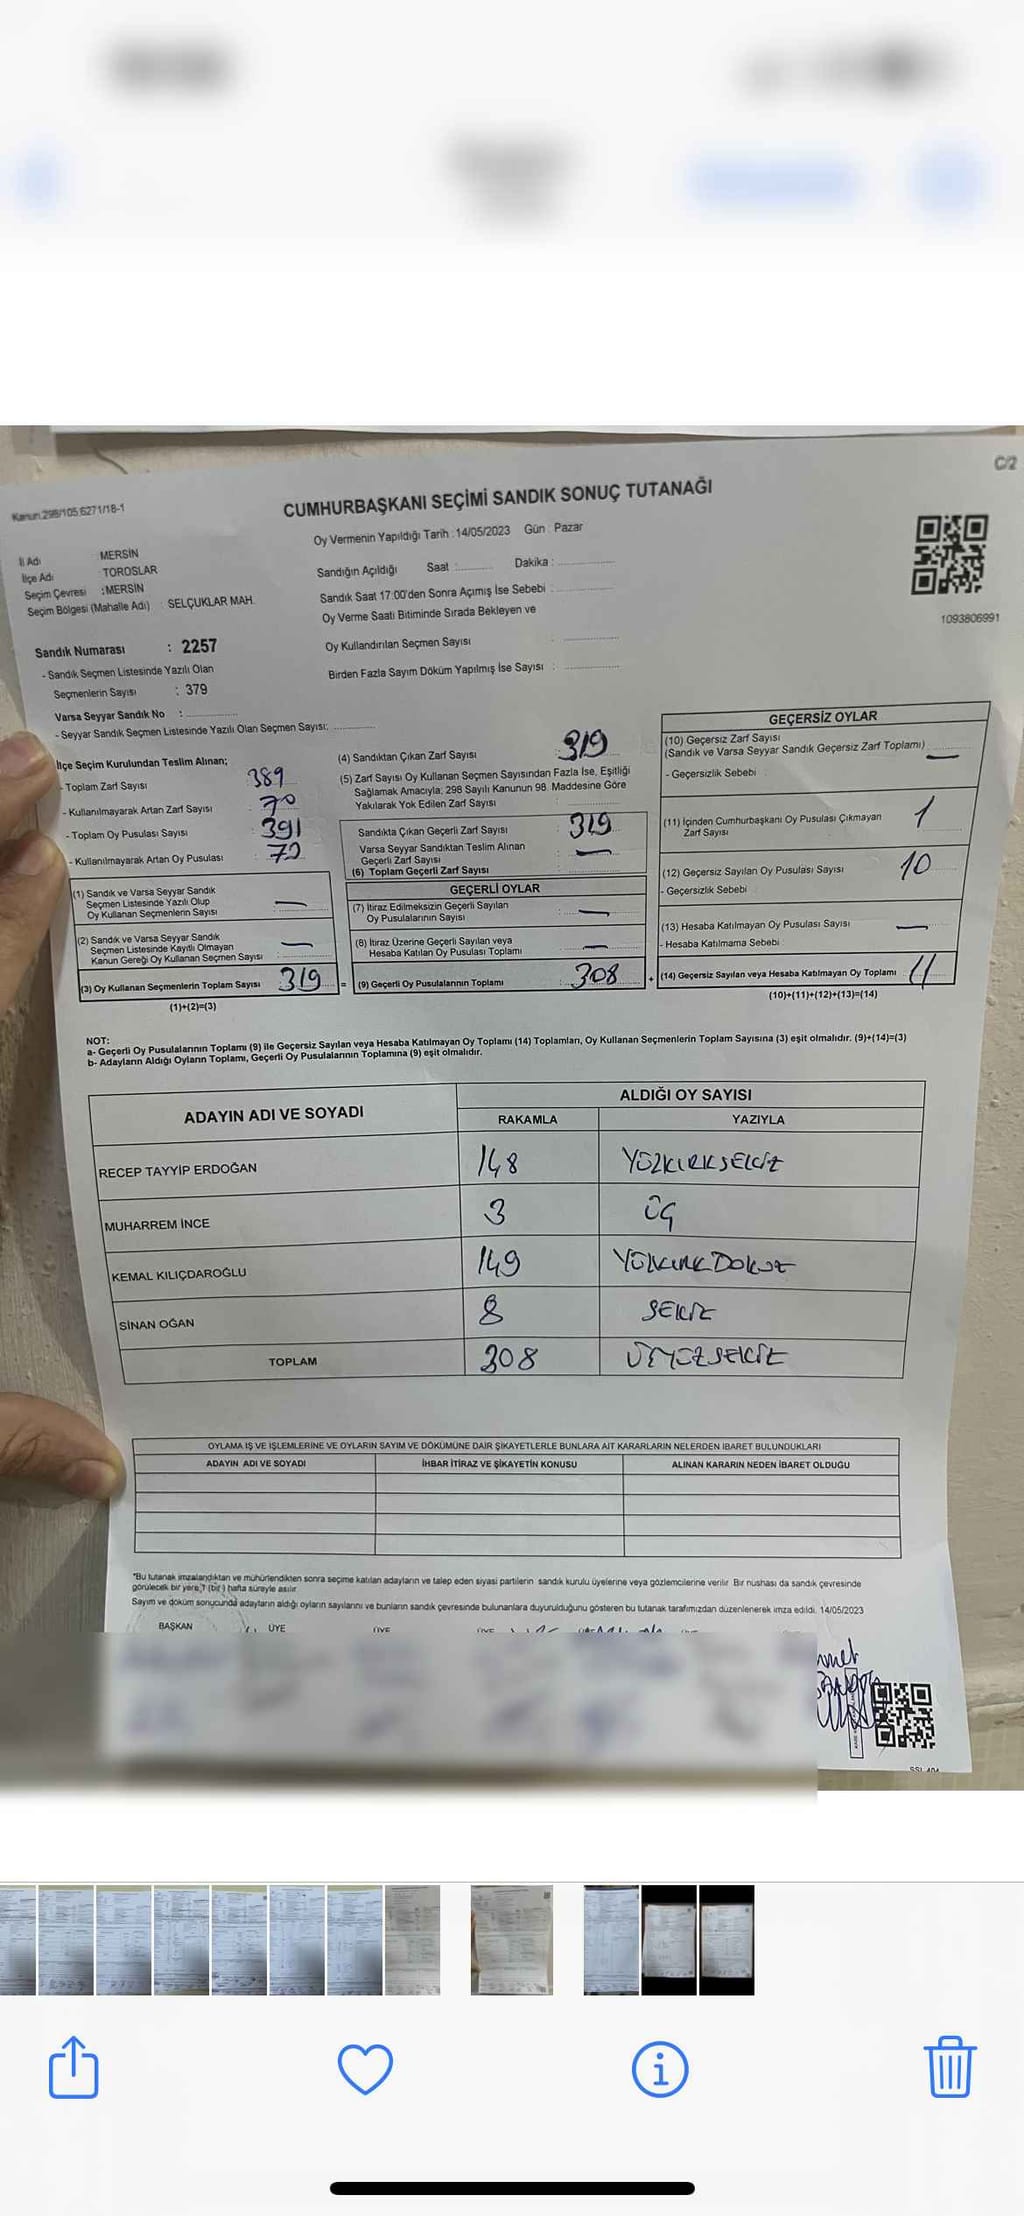 C/2
Kanun.298/105,6271/18-1
CUMHURBAŞKANI SEÇİMİ SANDIK SONUÇ TUTANAĞI
Oy Vermenin Yapıldığı Tarih : 14/05/2023 Gün : Pazar
İl Adı : MERSİN
İlçe Adı : TOROSLAR
Seçim Çevresi : MERSİN
Seçim Bölgesi (Mahalle Adı) : SELÇUKLAR MAH.
Sandığın Açıldığı Saat : Dakika :
Sandık Saat 17:00'den Sonra Açımış İse Sebebi :
Oy Verme Saati Bitiminde Sırada Bekleyen ve
Oy Kullandırılan Seçmen Sayısı :
Birden Fazla Sayım Döküm Yapılmış İse Sayısı :
1093806991
Sandık Numarası : 2257
- Sandık Seçmen Listesinde Yazılı Olan
Seçmenlerin Sayısı : 379
Varsa Seyyar Sandık No :
- Seyyar Sandık Seçmen Listesinde Yazılı Olan Seçmen Sayısı:
İlçe Seçim Kurulundan Teslim Alınan;
- Toplam Zarf Sayısı : 389
- Kullanılmayarak Artan Zarf Sayısı : 70
- Toplam Oy Pusulası Sayısı : 391
- Kullanılmayarak Artan Oy Pusulası : 72
(1) Sandık ve Varsa Seyyar Sandık
Seçmen Listesinde Yazılı Olup
Oy Kullanan Seçmenlerin Sayısı : —
(2) Sandık ve Varsa Seyyar Sandık
Seçmen Listesinde Kayıtlı Olmayan
Kanun Gereği Oy Kullanan Seçmen Sayısı : —
(3) Oy Kullanan Seçmenlerin Toplam Sayısı 319 =
(1)+(2)=(3)
(4) Sandıktan Çıkan Zarf Sayısı : 319
(5) Zarf Sayısı Oy Kullanan Seçmen Sayısından Fazla İse, Eşitliği
Sağlamak Amacıyla; 298 Sayılı Kanunun 98. Maddesine Göre
Yakılarak Yok Edilen Zarf Sayısı :
Sandıkta Çıkan Geçerli Zarf Sayısı : 319
Varsa Seyyar Sandıktan Teslim Alınan
Geçerli Zarf Sayısı : —
(6) Toplam Geçerli Zarf Sayısı :
GEÇERLİ OYLAR
(7) İtiraz Edilmeksizin Geçerli Sayılan
Oy Pusulalarının Sayısı : —
(8) İtiraz Üzerine Geçerli Sayılan veya
Hesaba Katılan Oy Pusulası Toplamı : —
(9) Geçerli Oy Pusulalarının Toplamı : 308 +
GEÇERSİZ OYLAR
(10) Geçersiz Zarf Sayısı
(Sandık ve Varsa Seyyar Sandık Geçersiz Zarf Toplamı) : —
- Geçersizlik Sebebi :
(11) İçinden Cumhurbaşkanı Oy Pusulası Çıkmayan
Zarf Sayısı : 1
(12) Geçersiz Sayılan Oy Pusulası Sayısı : 10
- Geçersizlik Sebebi :
(13) Hesaba Katılmayan Oy Pusulası Sayısı : —
- Hesaba Katılmama Sebebi :
(14) Geçersiz Sayılan veya Hesaba Katılmayan Oy Toplamı : 11
(10)+(11)+(12)+(13)=(14)
NOT:
a- Geçerli Oy Pusulalarının Toplamı (9) ile Geçersiz Sayılan veya Hesaba Katılmayan Oy Toplamı (14) Toplamları, Oy Kullanan Seçmenlerin Toplam Sayısına (3) eşit olmalıdır. (9)+(14)=(3)
b- Adayların Aldığı Oyların Toplamı, Geçerli Oy Pusulalarının Toplamına (9) eşit olmalıdır.
ADAYIN ADI VE SOYADI ALDIĞI OY SAYISI
RAKAMLA YAZIYLA
RECEP TAYYİP ERDOĞAN 148 YÜZKIRKSEKİZ
MUHARREM İNCE 3 ÜÇ
KEMAL KILIÇDAROĞLU 149 YÜZKIRKDOKUZ
SİNAN OĞAN 8 SEKİZ
TOPLAM 308 ÜÇYÜZSEKİZ
OYLAMA İŞ VE İŞLEMLERİNE VE OYLARIN SAYIM VE DÖKÜMÜNE DAİR ŞİKAYETLERLE BUNLARA AİT KARARLARIN NELERDEN İBARET BULUNDUKLARI
ADAYIN ADI VE SOYADI İHBAR İTİRAZ VE ŞİKAYETİN KONUSU ALINAN KARARIN NEDEN İBARET OLDUĞU
*Bu tutanak imzalandıktan ve mühürlendikten sonra seçime katılan adayların ve talep eden siyasi partilerin sandık kurulu üyelerine veya gözlemcilerine verilir. Bir nushası da sandık çevresinde
görülecek bir yere, 1 (bir) hafta süreyle asılır.
Sayım ve döküm sonucunda adayların aldığı oyların sayılarını ve bunların sandık çevresinde bulunanlara duyurulduğunu gösteren bu tutanak tarafımızdan düzenlenerek imza edildi. 14/05/2023
BAŞKAN ÜYE ÜYE ÜYE